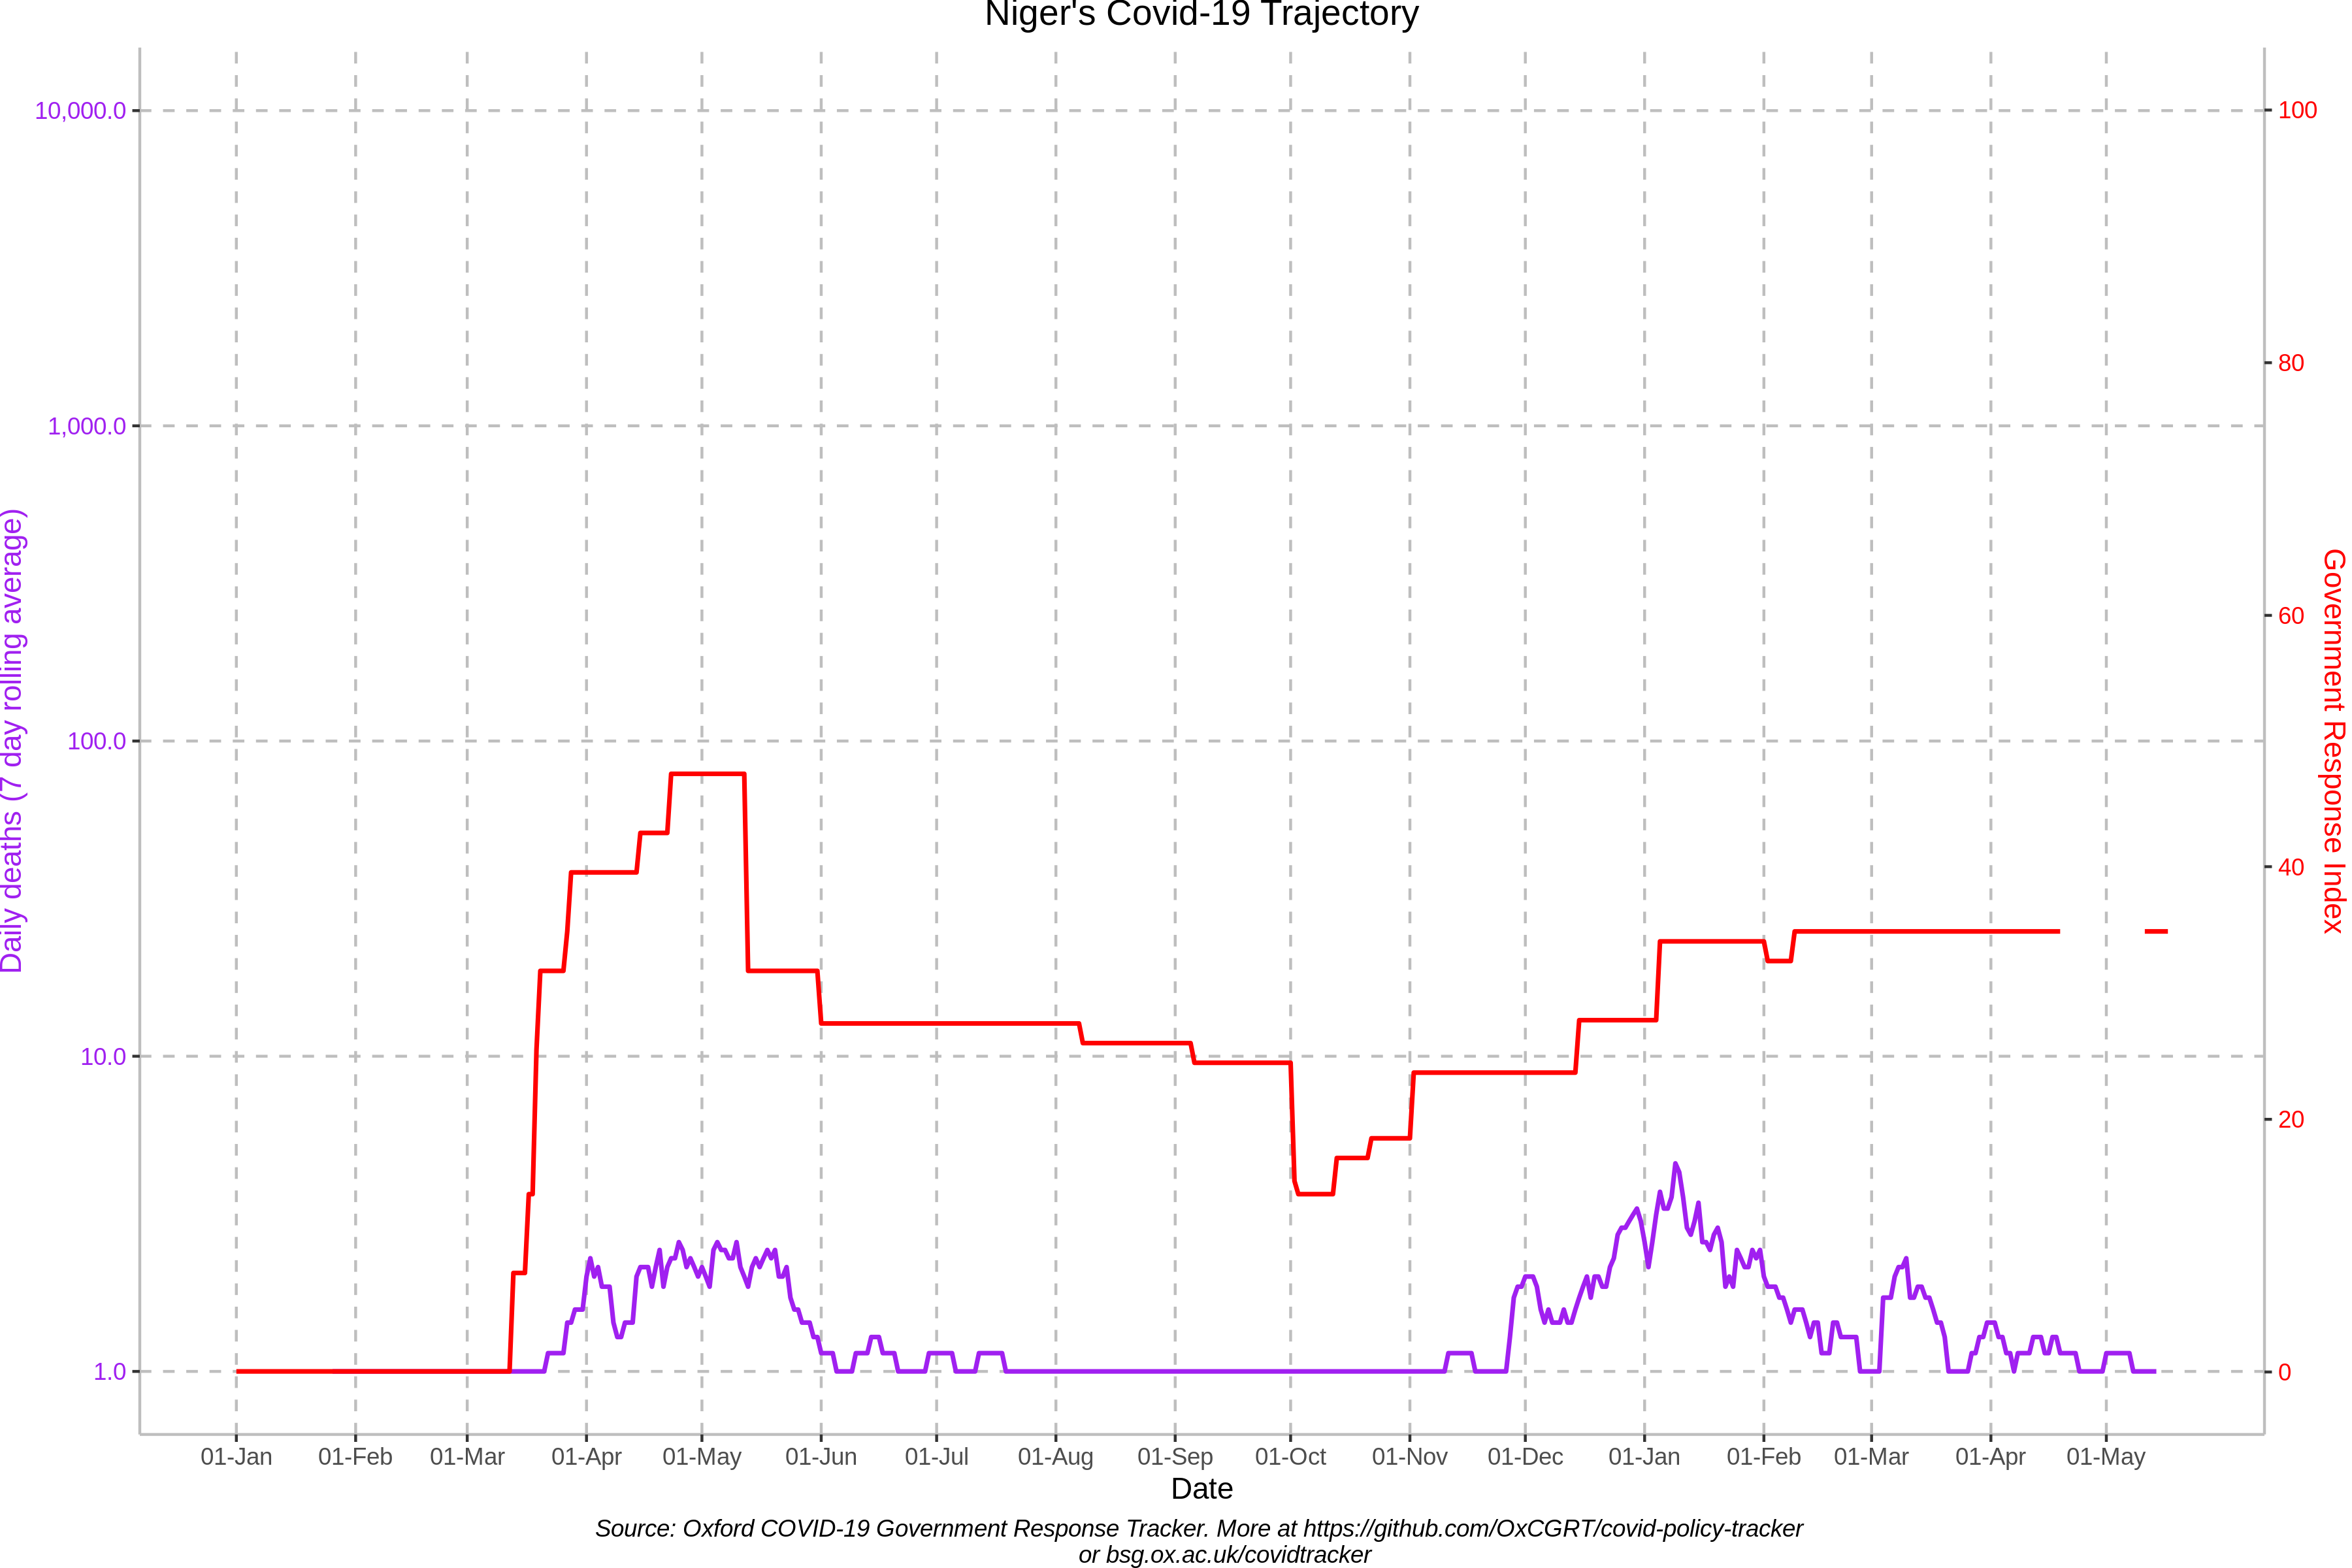 Niger's Covid-19 Trajectory
10,000.0
1,000.0
100.0
10.0
1.0
Daily deaths (7 day rolling average)
100
80
60
40
20
0
Government Response Index
01-Jan 01-Feb 01-Mar 01-Apr 01-May 01-Jun 01-Jul 01-Aug 01-Sep 01-Oct 01-Nov 01-Dec 01-Jan 01-Feb 01-Mar 01-Apr 01-May
Date
Source: Oxford COVID-19 Government Response Tracker. More at https://github.com/OxCGRT/covid-policy-tracker
or bsg.ox.ac.uk/covidtracker